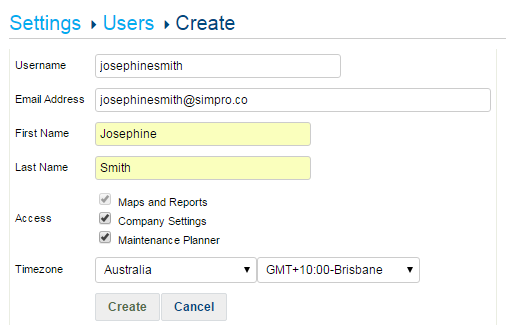 Settings Users Create
Username josephinesmith
Email Address josephinesmith@simpro.co
First Name Josephine
Last Name Smith
Access
Maps and Reports
Company Settings
Maintenance Planner
Timezone Australia GMT+10:00-Brisbane
Create Cancel